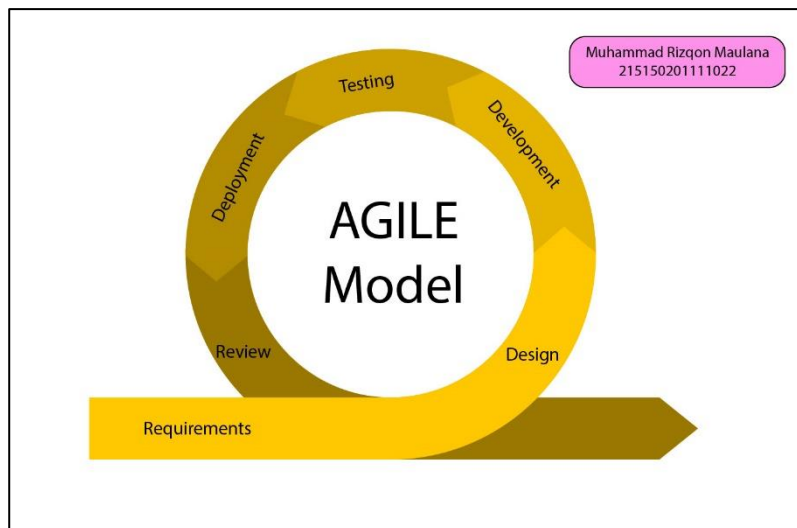 Muhammad Rizqon Maulana
215150201111022
Testing
Development
Deployment
AGILE
Model
Review
Design
Requirements